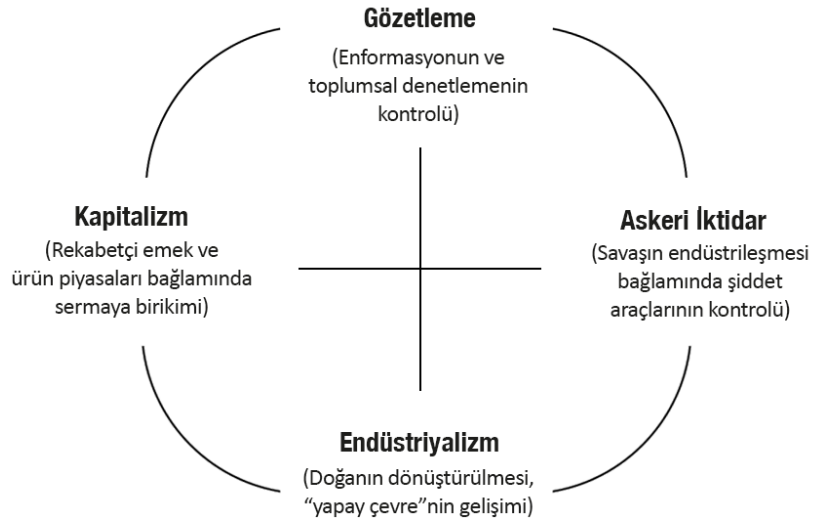 Gözetleme
(Enformasyonun ve
toplumsal denetlemenin
kontrolü)
Kapitalizm
(Rekabetçi emek ve
ürün piyasaları bağlamında
sermaya birikimi)
Askeri İktidar
(Savaşın endüstrileşmesi
bağlamında şiddet
araçlarının kontrolü)
Endüstriyalizm
(Doğanın dönüştürülmesi,
“yapay çevre”nin gelişimi)